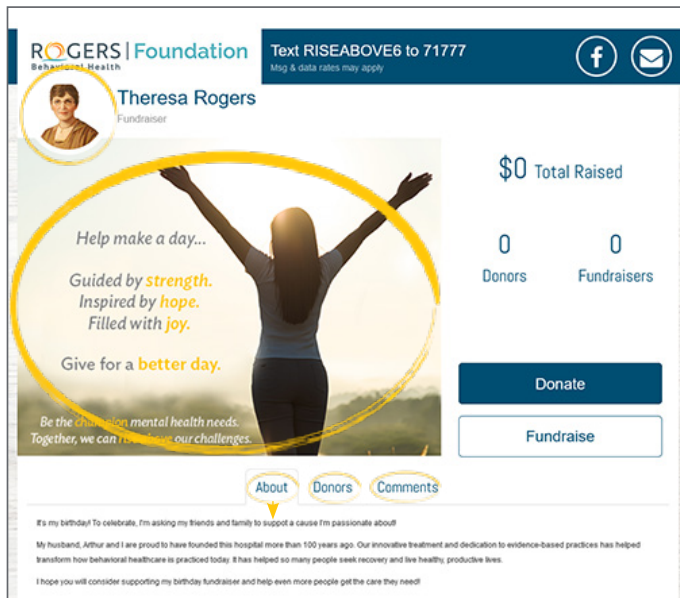 ROGERS | Foundation
Behavioral Health
Text RISEABOVE6 to 71777
Msg & data rates may apply
Theresa Rogers
Fundraiser
Help make a day...
Guided by strength.
Inspired by hope.
Filled with joy.
Give for a better day.
Be the champion mental health needs.
Together, we can rise above our challenges.
$0 Total Raised
0
Donors
0
Fundraisers
Donate
Fundraise
About
Donors
Comments
It's my birthday! To celebrate, I'm asking my friends and family to suppot a cause I'm passionate about!
My husband, Arthur and I are proud to have founded this hospital more than 100 years ago. Our innovative treatment and dedication to evidence-based practices has helped
transform how behavioral healthcare is practiced today. It has helped so many people seek recovery and live healthy, productive lives.
I hope you will consider supporting my birthday fundraiser and help even more people get the care they need!